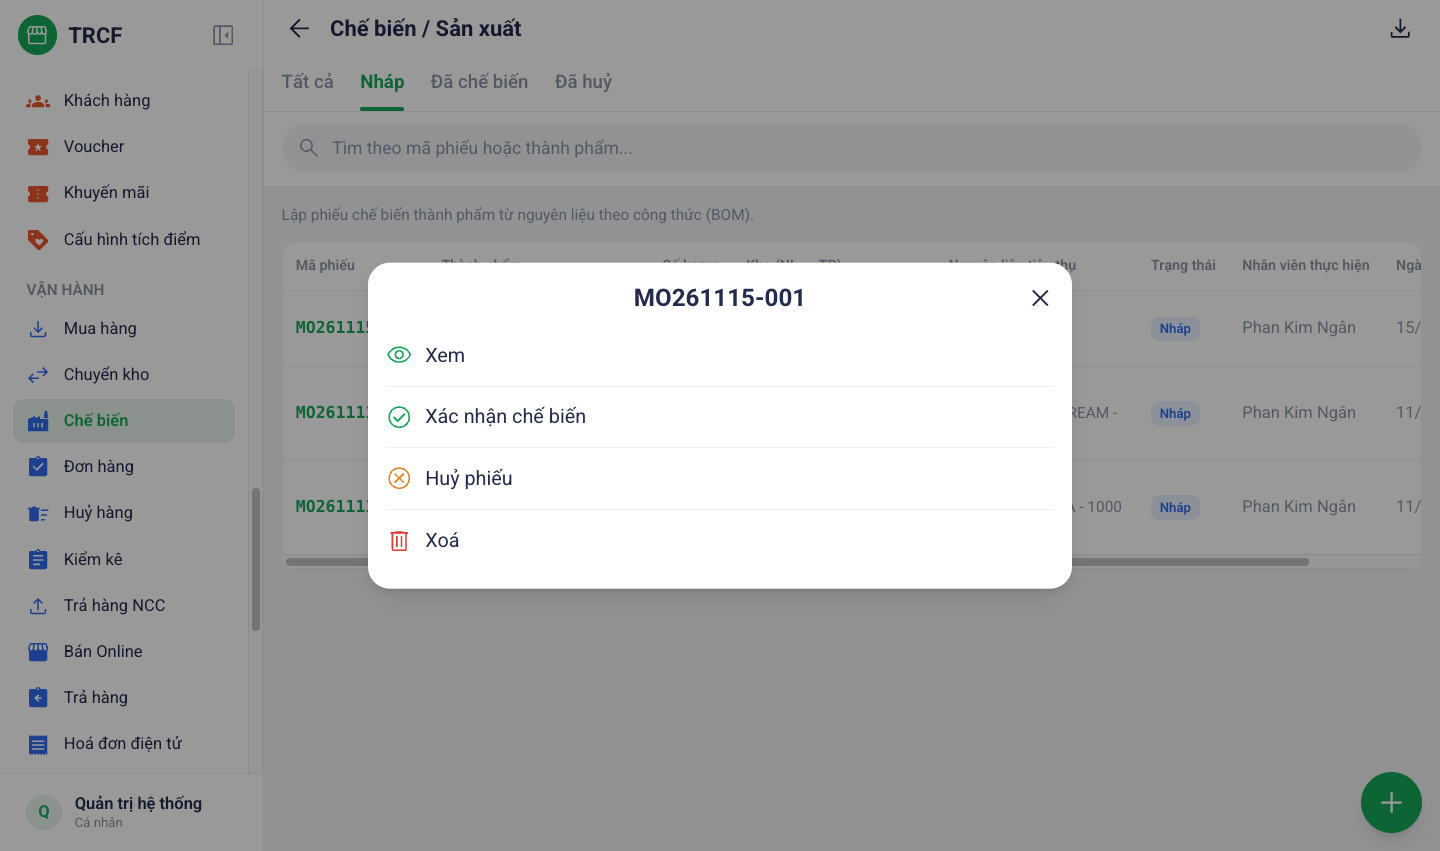 TRCF
Chế biến / Sản xuất
Tất cả
Nháp
Đã chế biến
Đã huỷ
Tìm theo mã phiếu hoặc thành phẩm...
Lập phiếu chế biến thành phẩm từ nguyên liệu theo công thức (BOM).
Khách hàng
Voucher
Khuyến mãi
Cấu hình tích điểm
VẬN HÀNH
Mua hàng
Chuyển kho
Chế biến
Đơn hàng
Huỷ hàng
Kiểm kê
Trả hàng NCC
Bán Online
Trả hàng
Hoá đơn điện tử
Q
Quản trị hệ thống
Cá nhân
Mã phiếu
Trạng thái
Nhân viên thực hiện
Nháp
Phan Kim Ngân
15/
REAM -
Nháp
Phan Kim Ngân
11/
- 1000
Nháp
Phan Kim Ngân
11/
MO261115-001
Xem
Xác nhận chế biến
Huỷ phiếu
Xoá